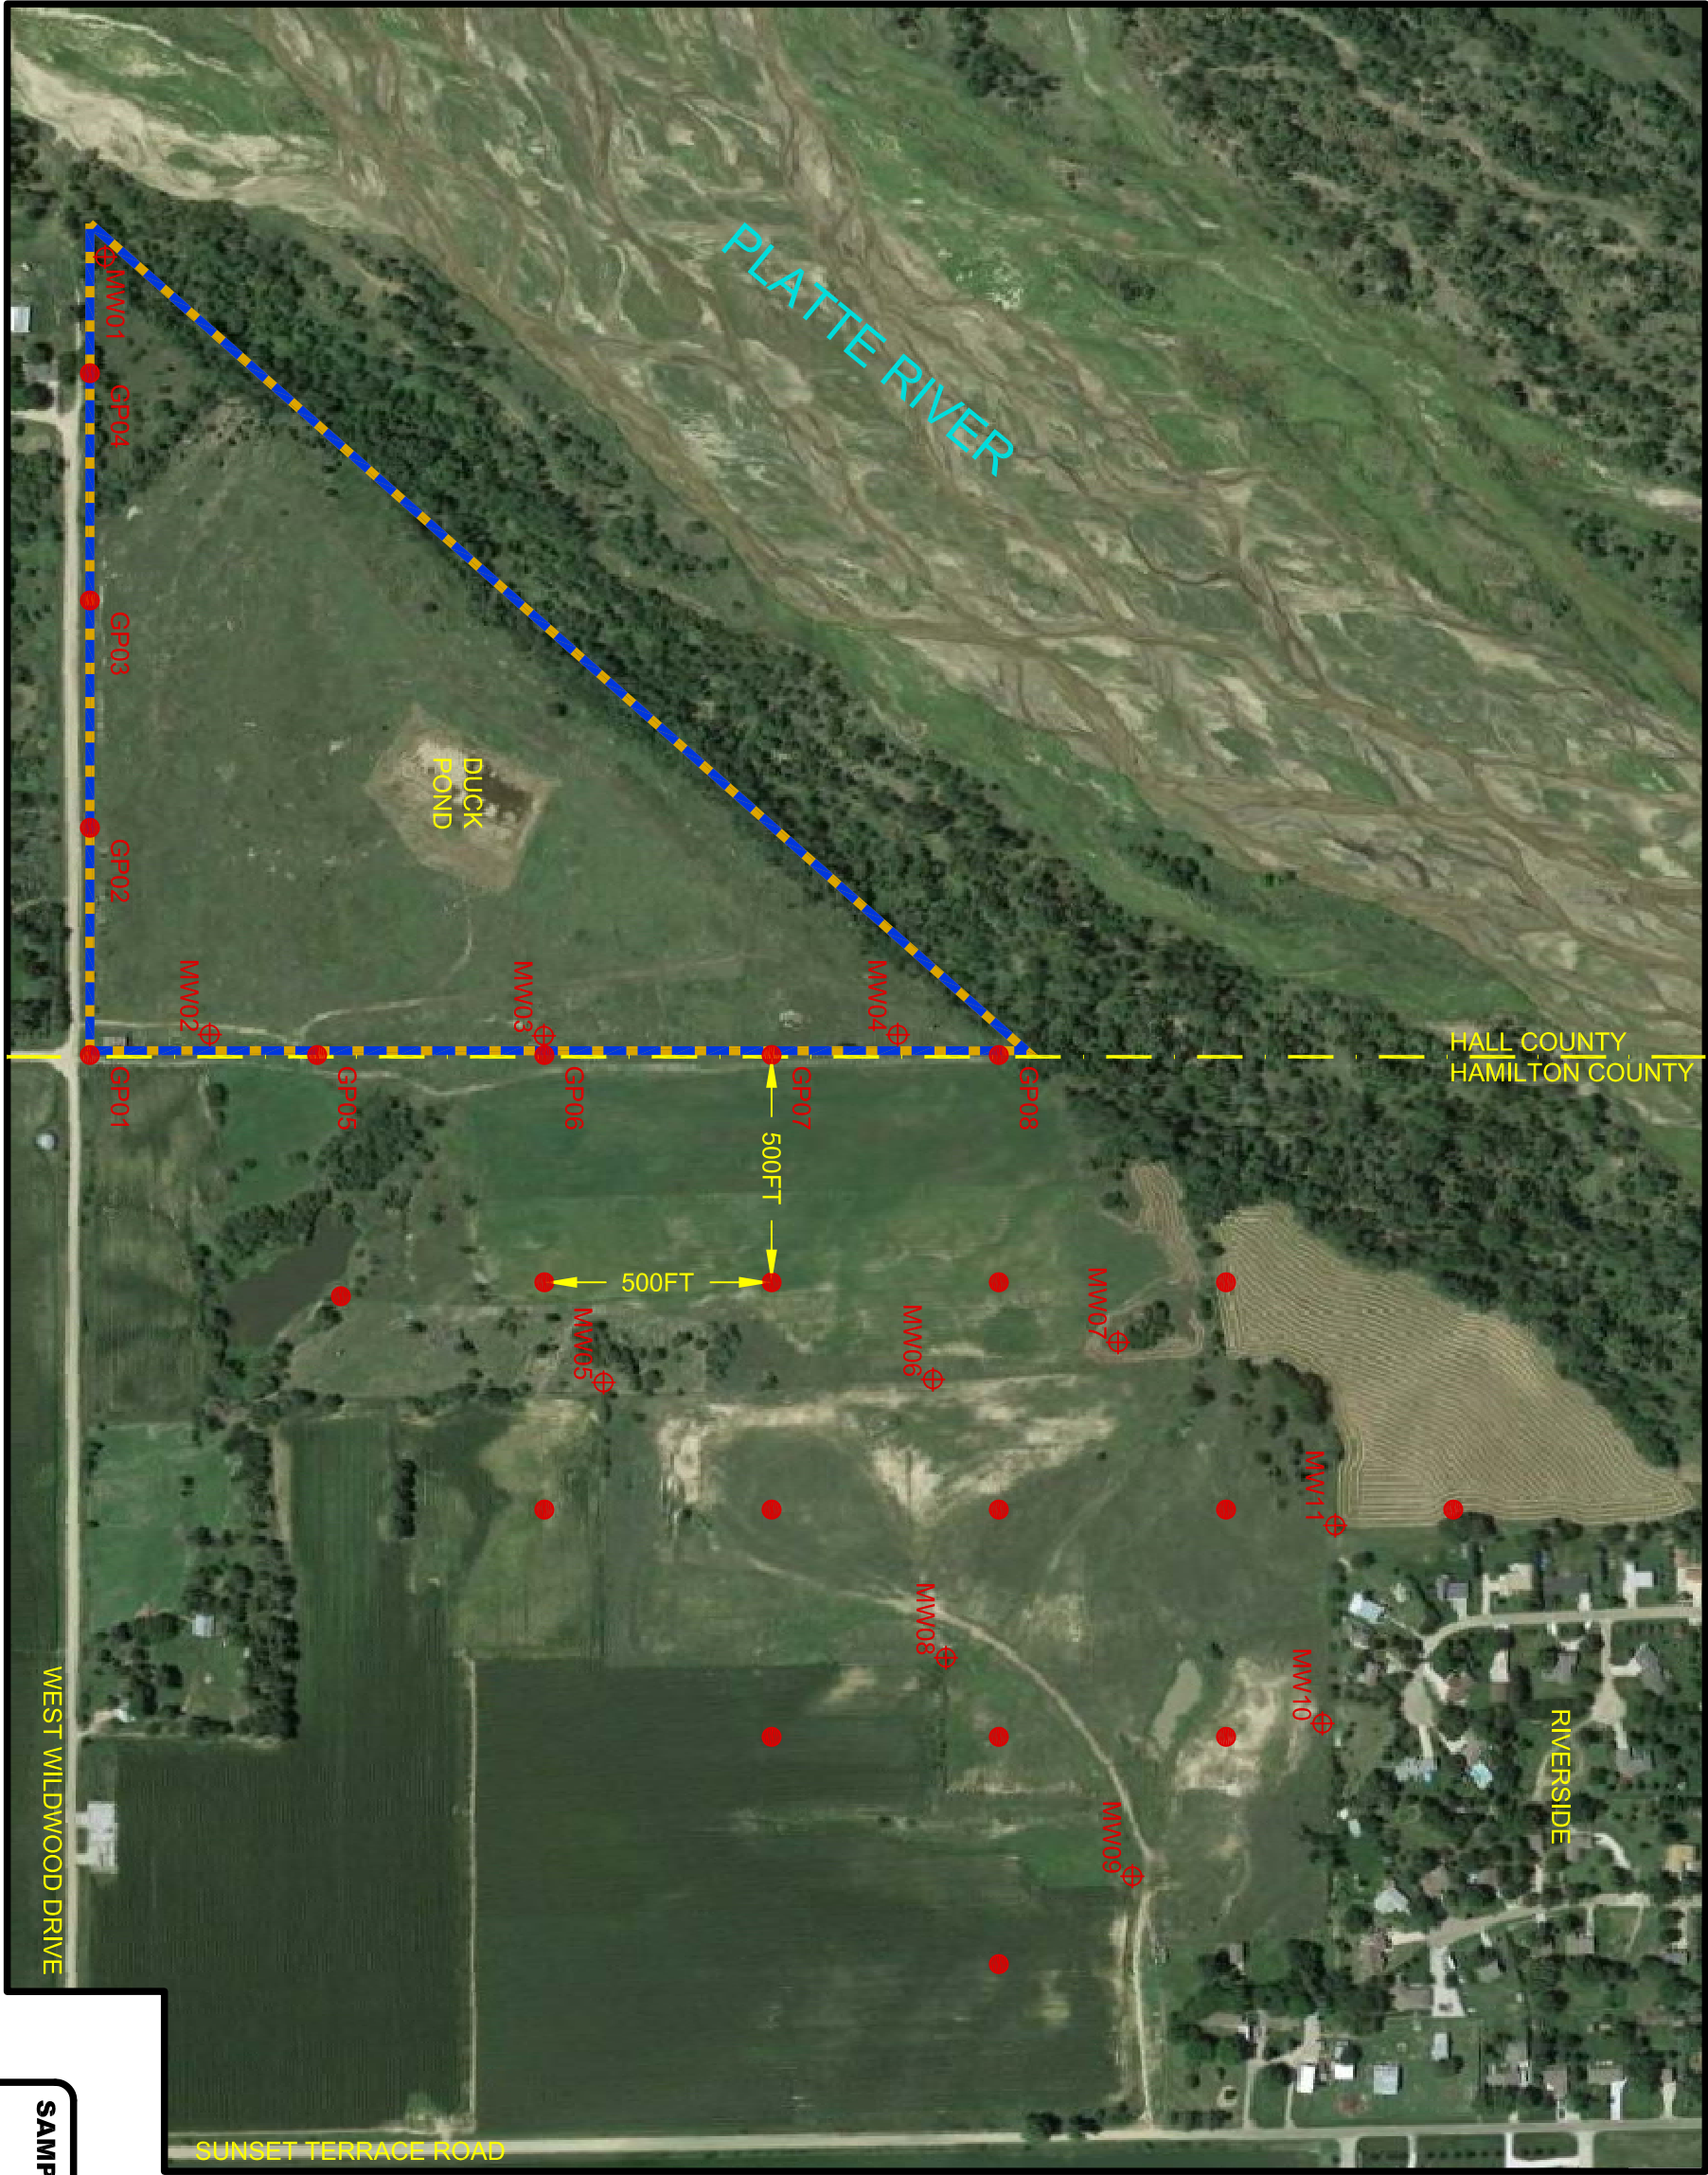 PLATTE RIVER
MW01
GP04
GP03
DUCK
POND
GP02
MW02
MW03
MW04
HALL COUNTY
HAMILTON COUNTY
GP01
GP05
GP06
GP07
GP08
500FT
500FT
MW05
MW06
MW07
MW11
MW08
MW10
RIVERSIDE
MW09
WEST WILDWOOD DRIVE
SUNSET TERRACE ROAD
SAMP